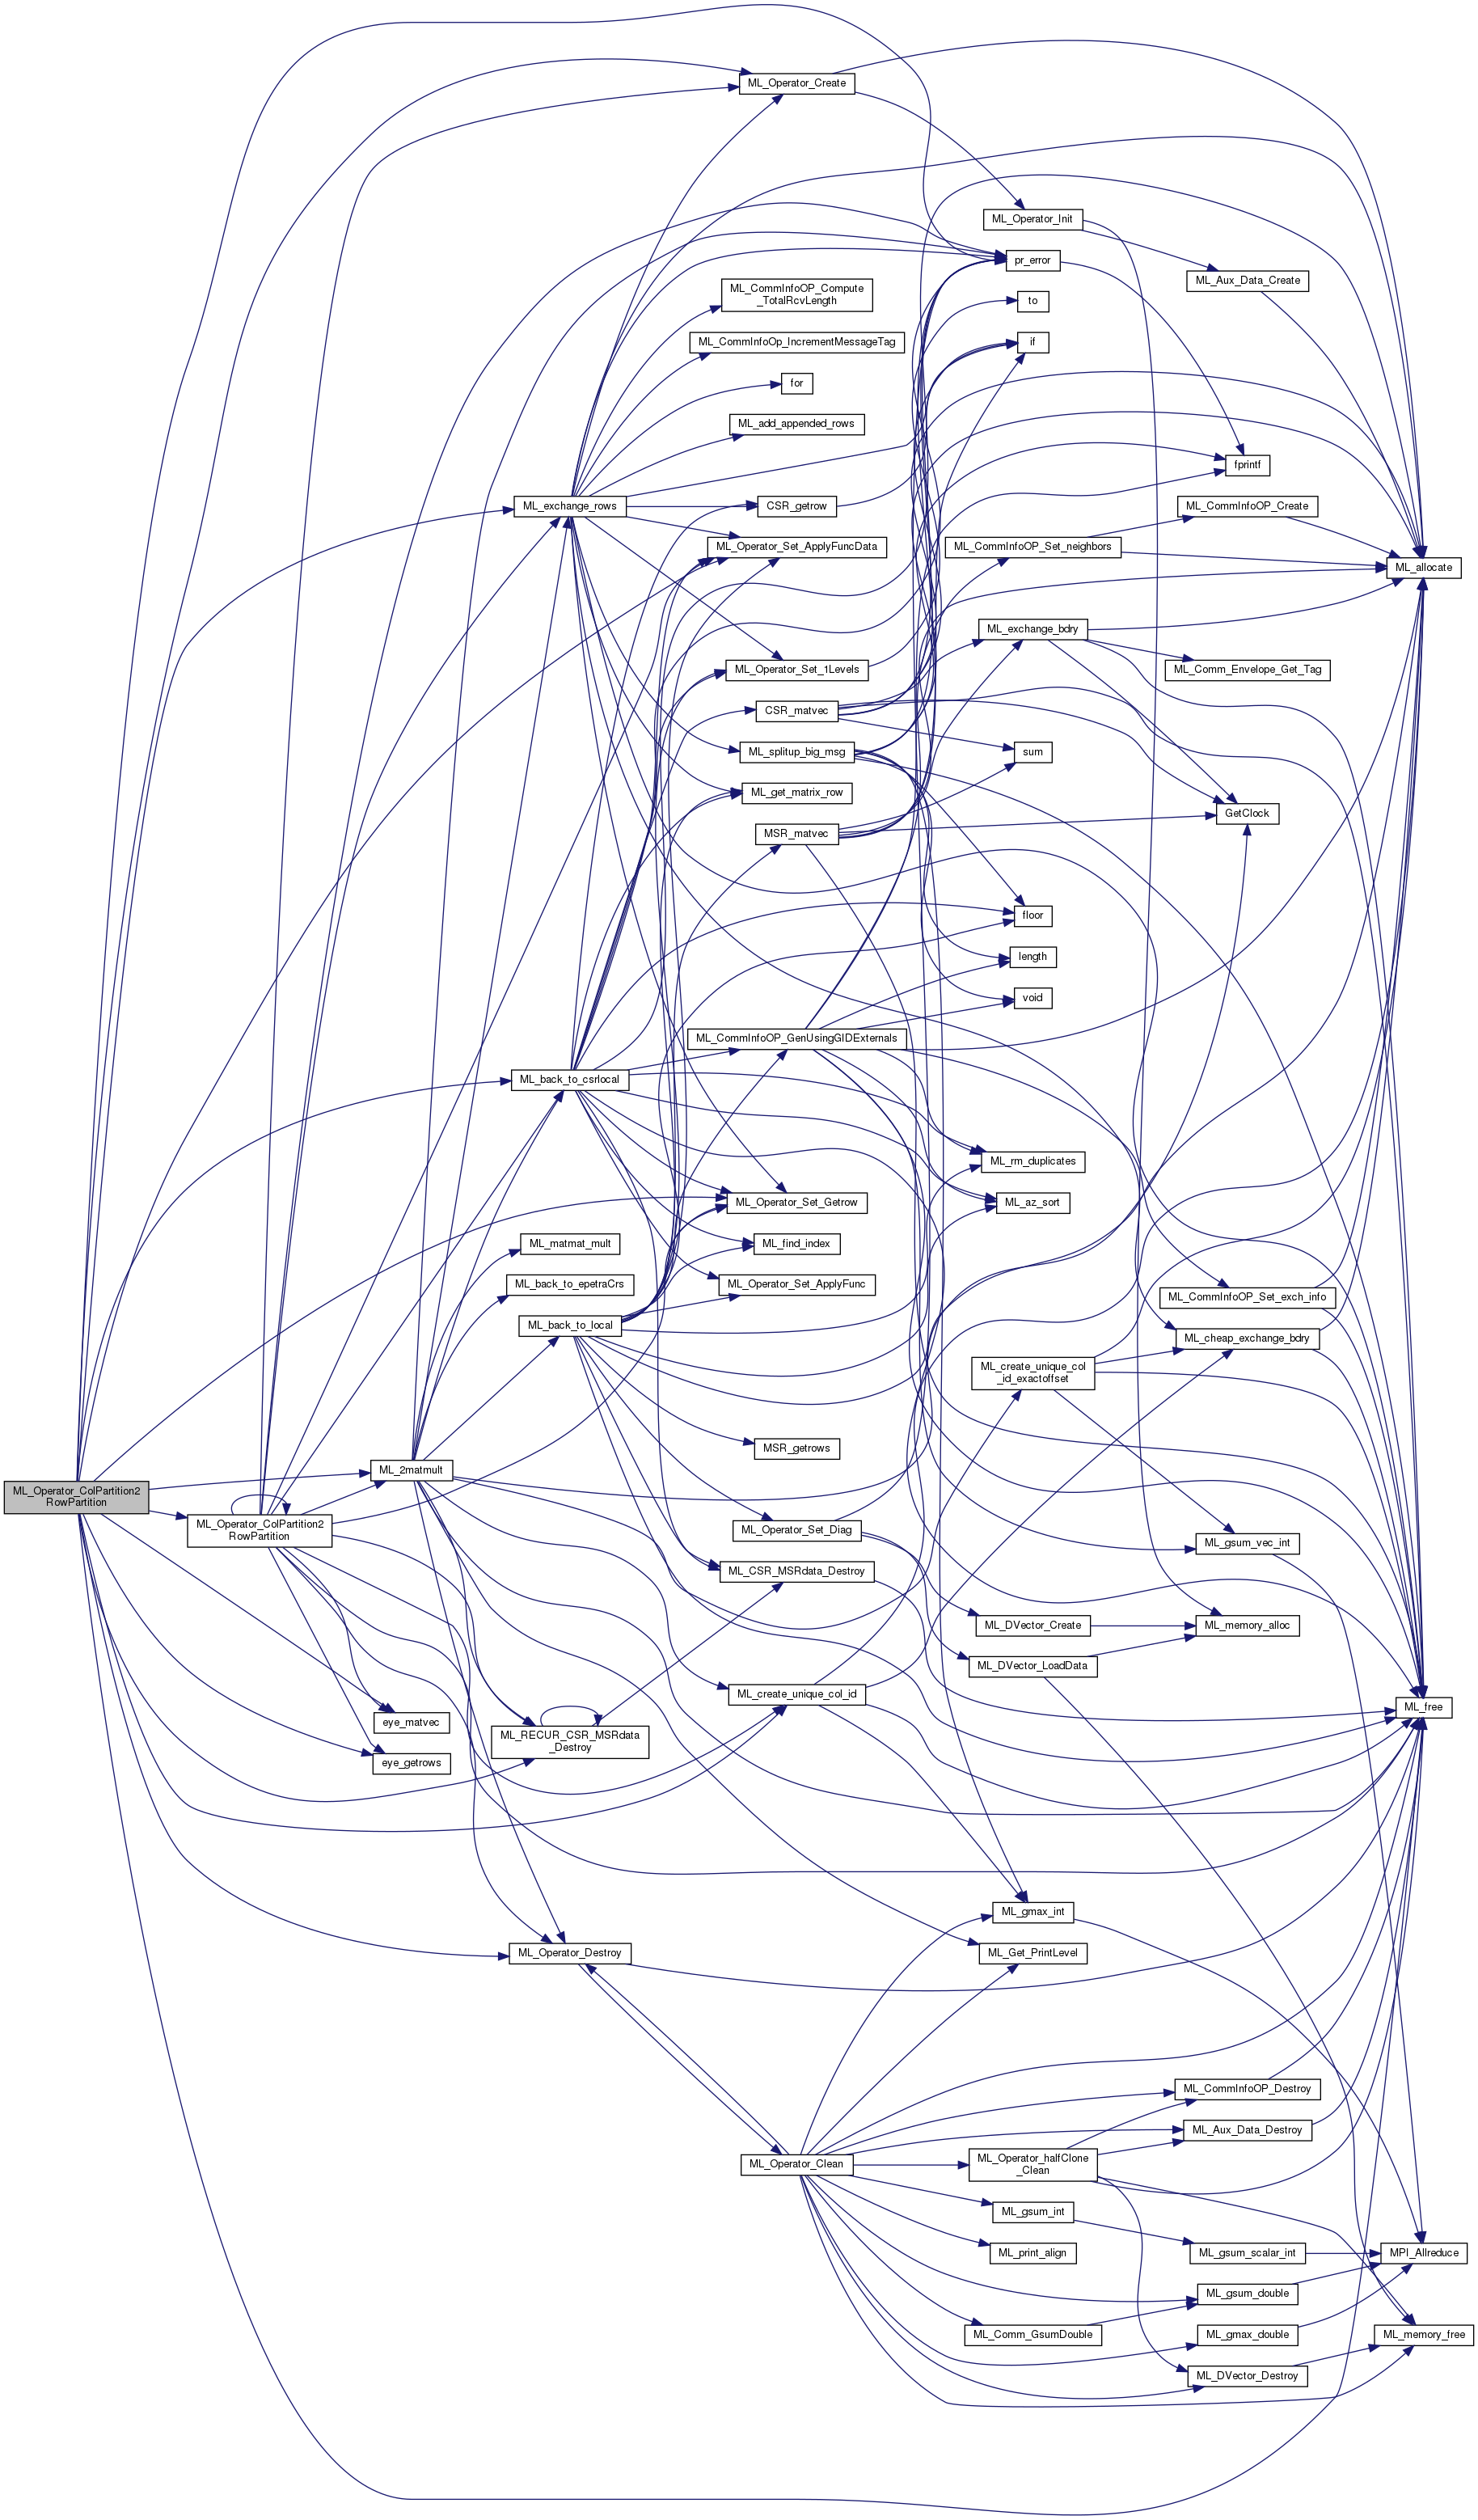 ML_Operator_Create
ML_Operator_Init
pr_error
ML_Aux_Data_Create
ML_CommInfoOP_Compute
_TotalRcvLength
to
ML_CommInfoOp_IncrementMessageTag
if
for
ML_add_appended_rows
fprintf
ML_exchange_rows
CSR_getrow
ML_CommInfoOP_Create
ML_Operator_Set_ApplyFuncData
ML_CommInfoOP_Set_neighbors
ML_allocate
ML_exchange_bdry
ML_Operator_Set_1Levels
ML_Comm_Envelope_Get_Tag
CSR_matvec
ML_splitup_big_msg
sum
ML_get_matrix_row
GetClock
MSR_matvec
floor
length
void
ML_CommInfoOP_GenUsingGIDExternals
ML_back_to_csrlocal
ML_rm_duplicates
ML_Operator_Set_Getrow
ML_az_sort
ML_matmat_mult
ML_find_index
ML_back_to_epetraCrs
ML_Operator_Set_ApplyFunc
ML_CommInfoOP_Set_exch_info
ML_back_to_local
ML_cheap_exchange_bdry
ML_create_unique_col
_id_exactoffset
MSR_getrows
ML_2matmult
ML_Operator_ColPartition2
RowPartition
ML_Operator_ColPartition2
RowPartition
ML_Operator_Set_Diag
ML_gsum_vec_int
ML_CSR_MSRdata_Destroy
ML_DVector_Create
ML_memory_alloc
ML_DVector_LoadData
ML_create_unique_col_id
ML_free
eye_matvec
ML_RECUR_CSR_MSRdata
_Destroy
eye_getrows
ML_gmax_int
ML_Operator_Destroy
ML_Get_PrintLevel
ML_CommInfoOP_Destroy
ML_Aux_Data_Destroy
ML_Operator_Clean
ML_Operator_halfClone
_Clean
ML_gsum_int
ML_print_align
ML_gsum_scalar_int
MPI_Allreduce
ML_gsum_double
ML_Comm_GsumDouble
ML_gmax_double
ML_memory_free
ML_DVector_Destroy